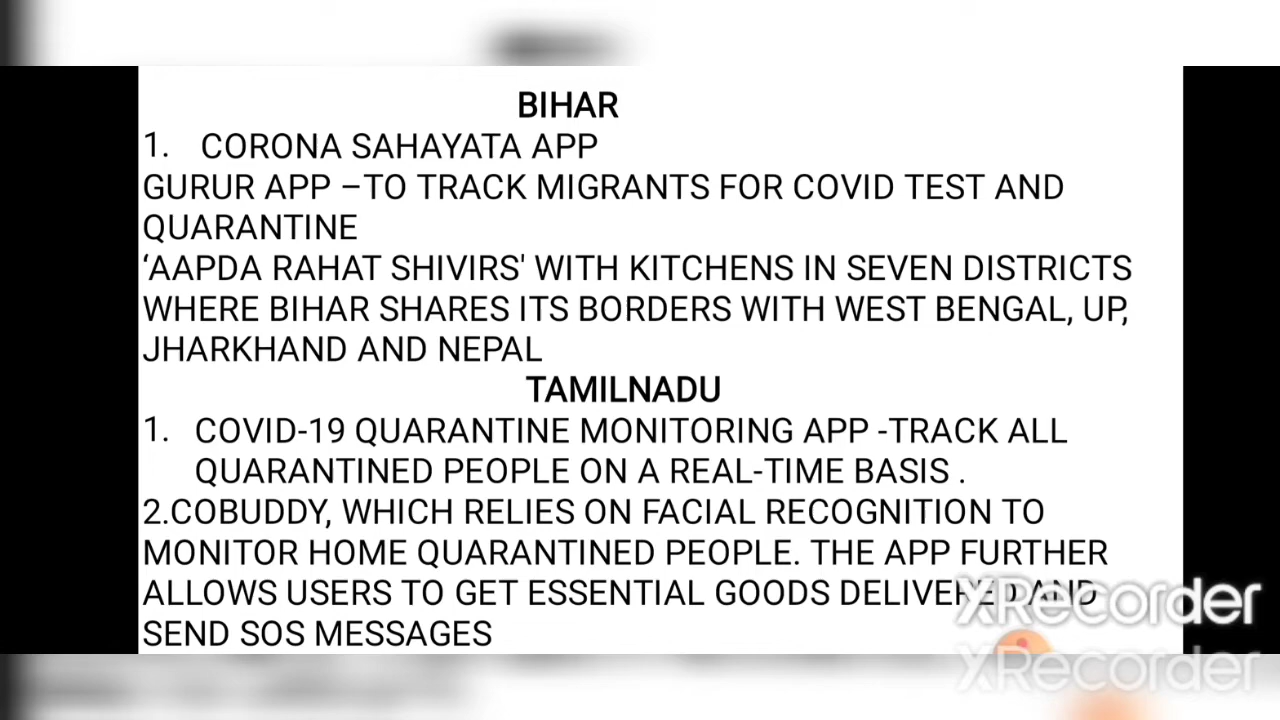 BIHAR
1. CORONA SAHAYATA APP
GURUR APP –TO TRACK MIGRANTS FOR COVID TEST AND
QUARANTINE
‘AAPDA RAHAT SHIVIRS' WITH KITCHENS IN SEVEN DISTRICTS
WHERE BIHAR SHARES ITS BORDERS WITH WEST BENGAL, UP,
JHARKHAND AND NEPAL
TAMILNADU
1. COVID-19 QUARANTINE MONITORING APP -TRACK ALL
QUARANTINED PEOPLE ON A REAL-TIME BASIS .
2.COBUDDY, WHICH RELIES ON FACIAL RECOGNITION TO
MONITOR HOME QUARANTINED PEOPLE. THE APP FURTHER
ALLOWS USERS TO GET ESSENTIAL GOODS DELIVERED AND
SEND SOS MESSAGES
XRecorder
XRecorder